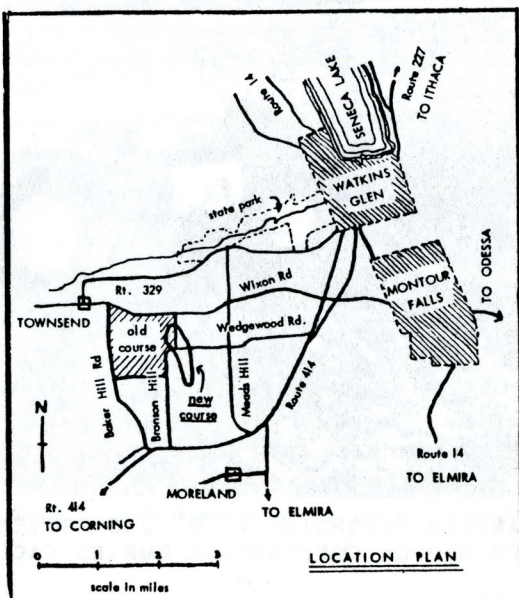 Route 14
SENECA LAKE
Route 227
TO ITHACA
WATKINS
GLEN
state park
Rt. 329
Wixon Rd
MONTOUR
FALLS
TO ODESSA
TOWNSEND
old
course
Wedgewood Rd.
Baker Hill Rd
Bronson Hill
new
course
Meads Hill
Route 414
N
Route 14
TO ELMIRA
MORELAND
Rt. 414
TO CORNING
TO ELMIRA
0 2 3
scale in miles
LOCATION PLAN